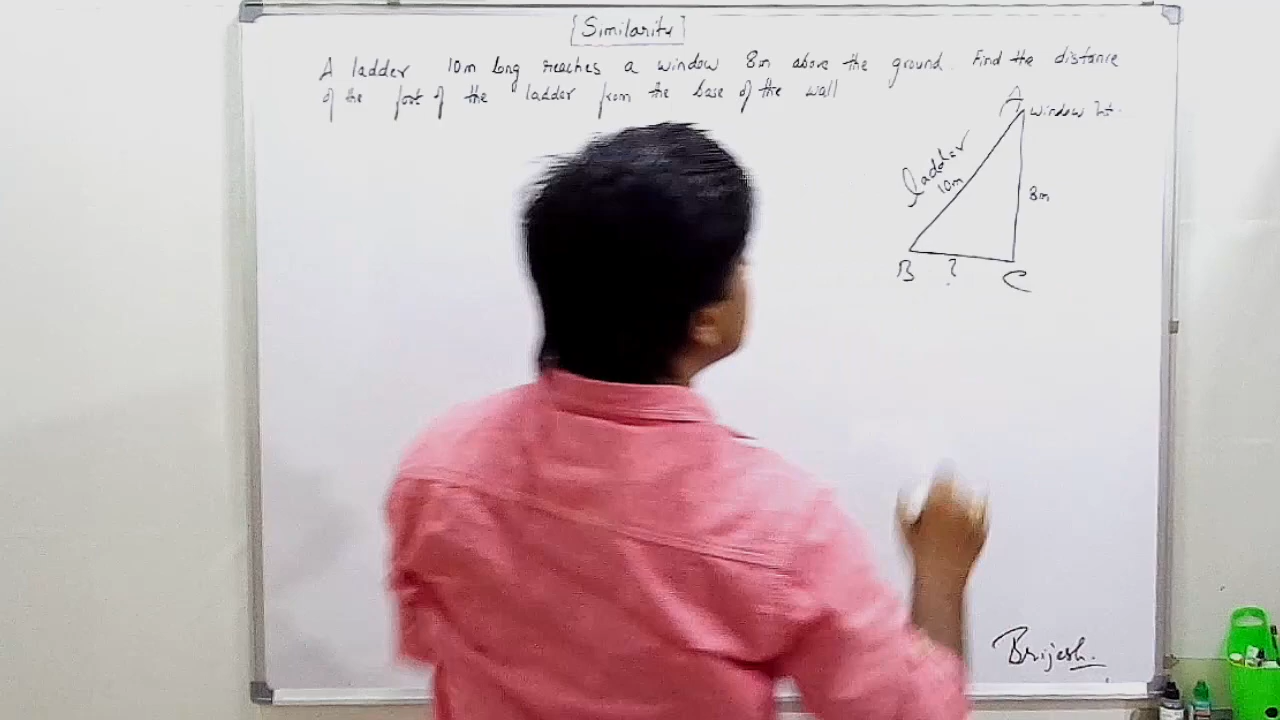 [Similarity]
A ladder 10m long reaches a window 8m above the ground. Find the distance
of the foot of the ladder from the base of the wall
A
window
ladder
10m
8m
B
?
C
Brijesh.